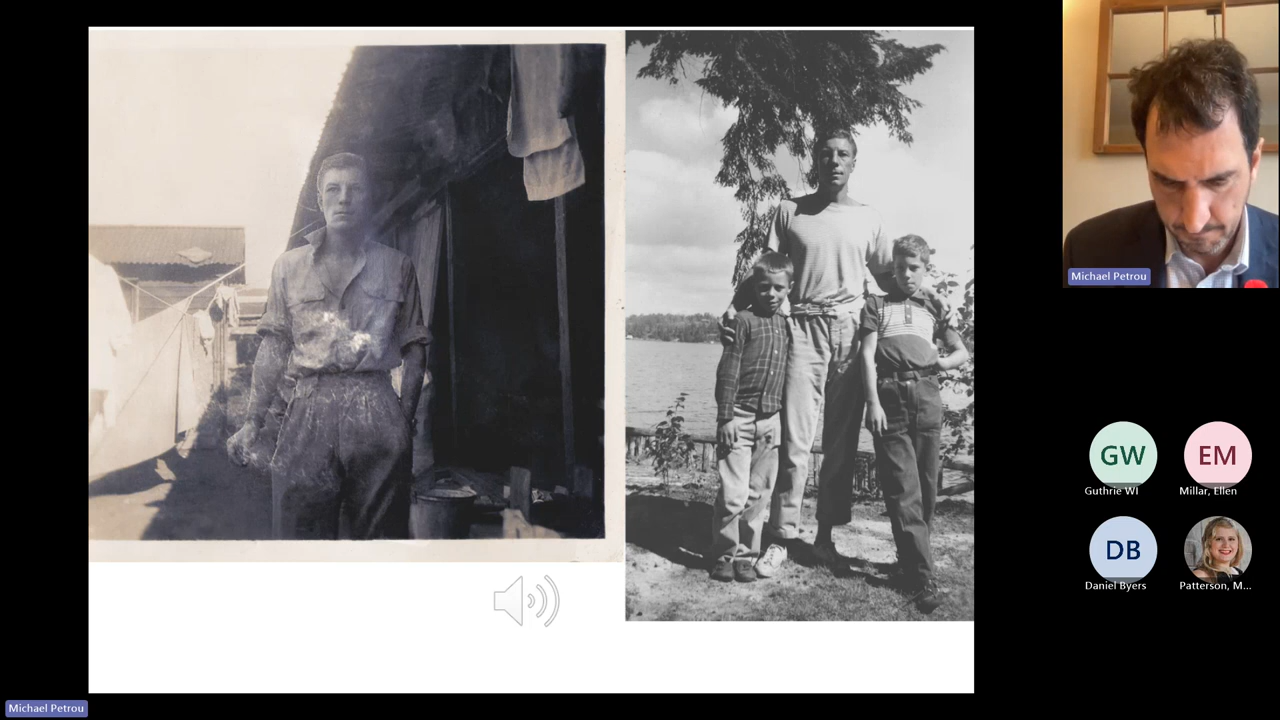 Michael Petrou
GW
EM
Guthrie WI
Millar, Ellen
DB
Daniel Byers
Patterson, M...
Michael Petrou